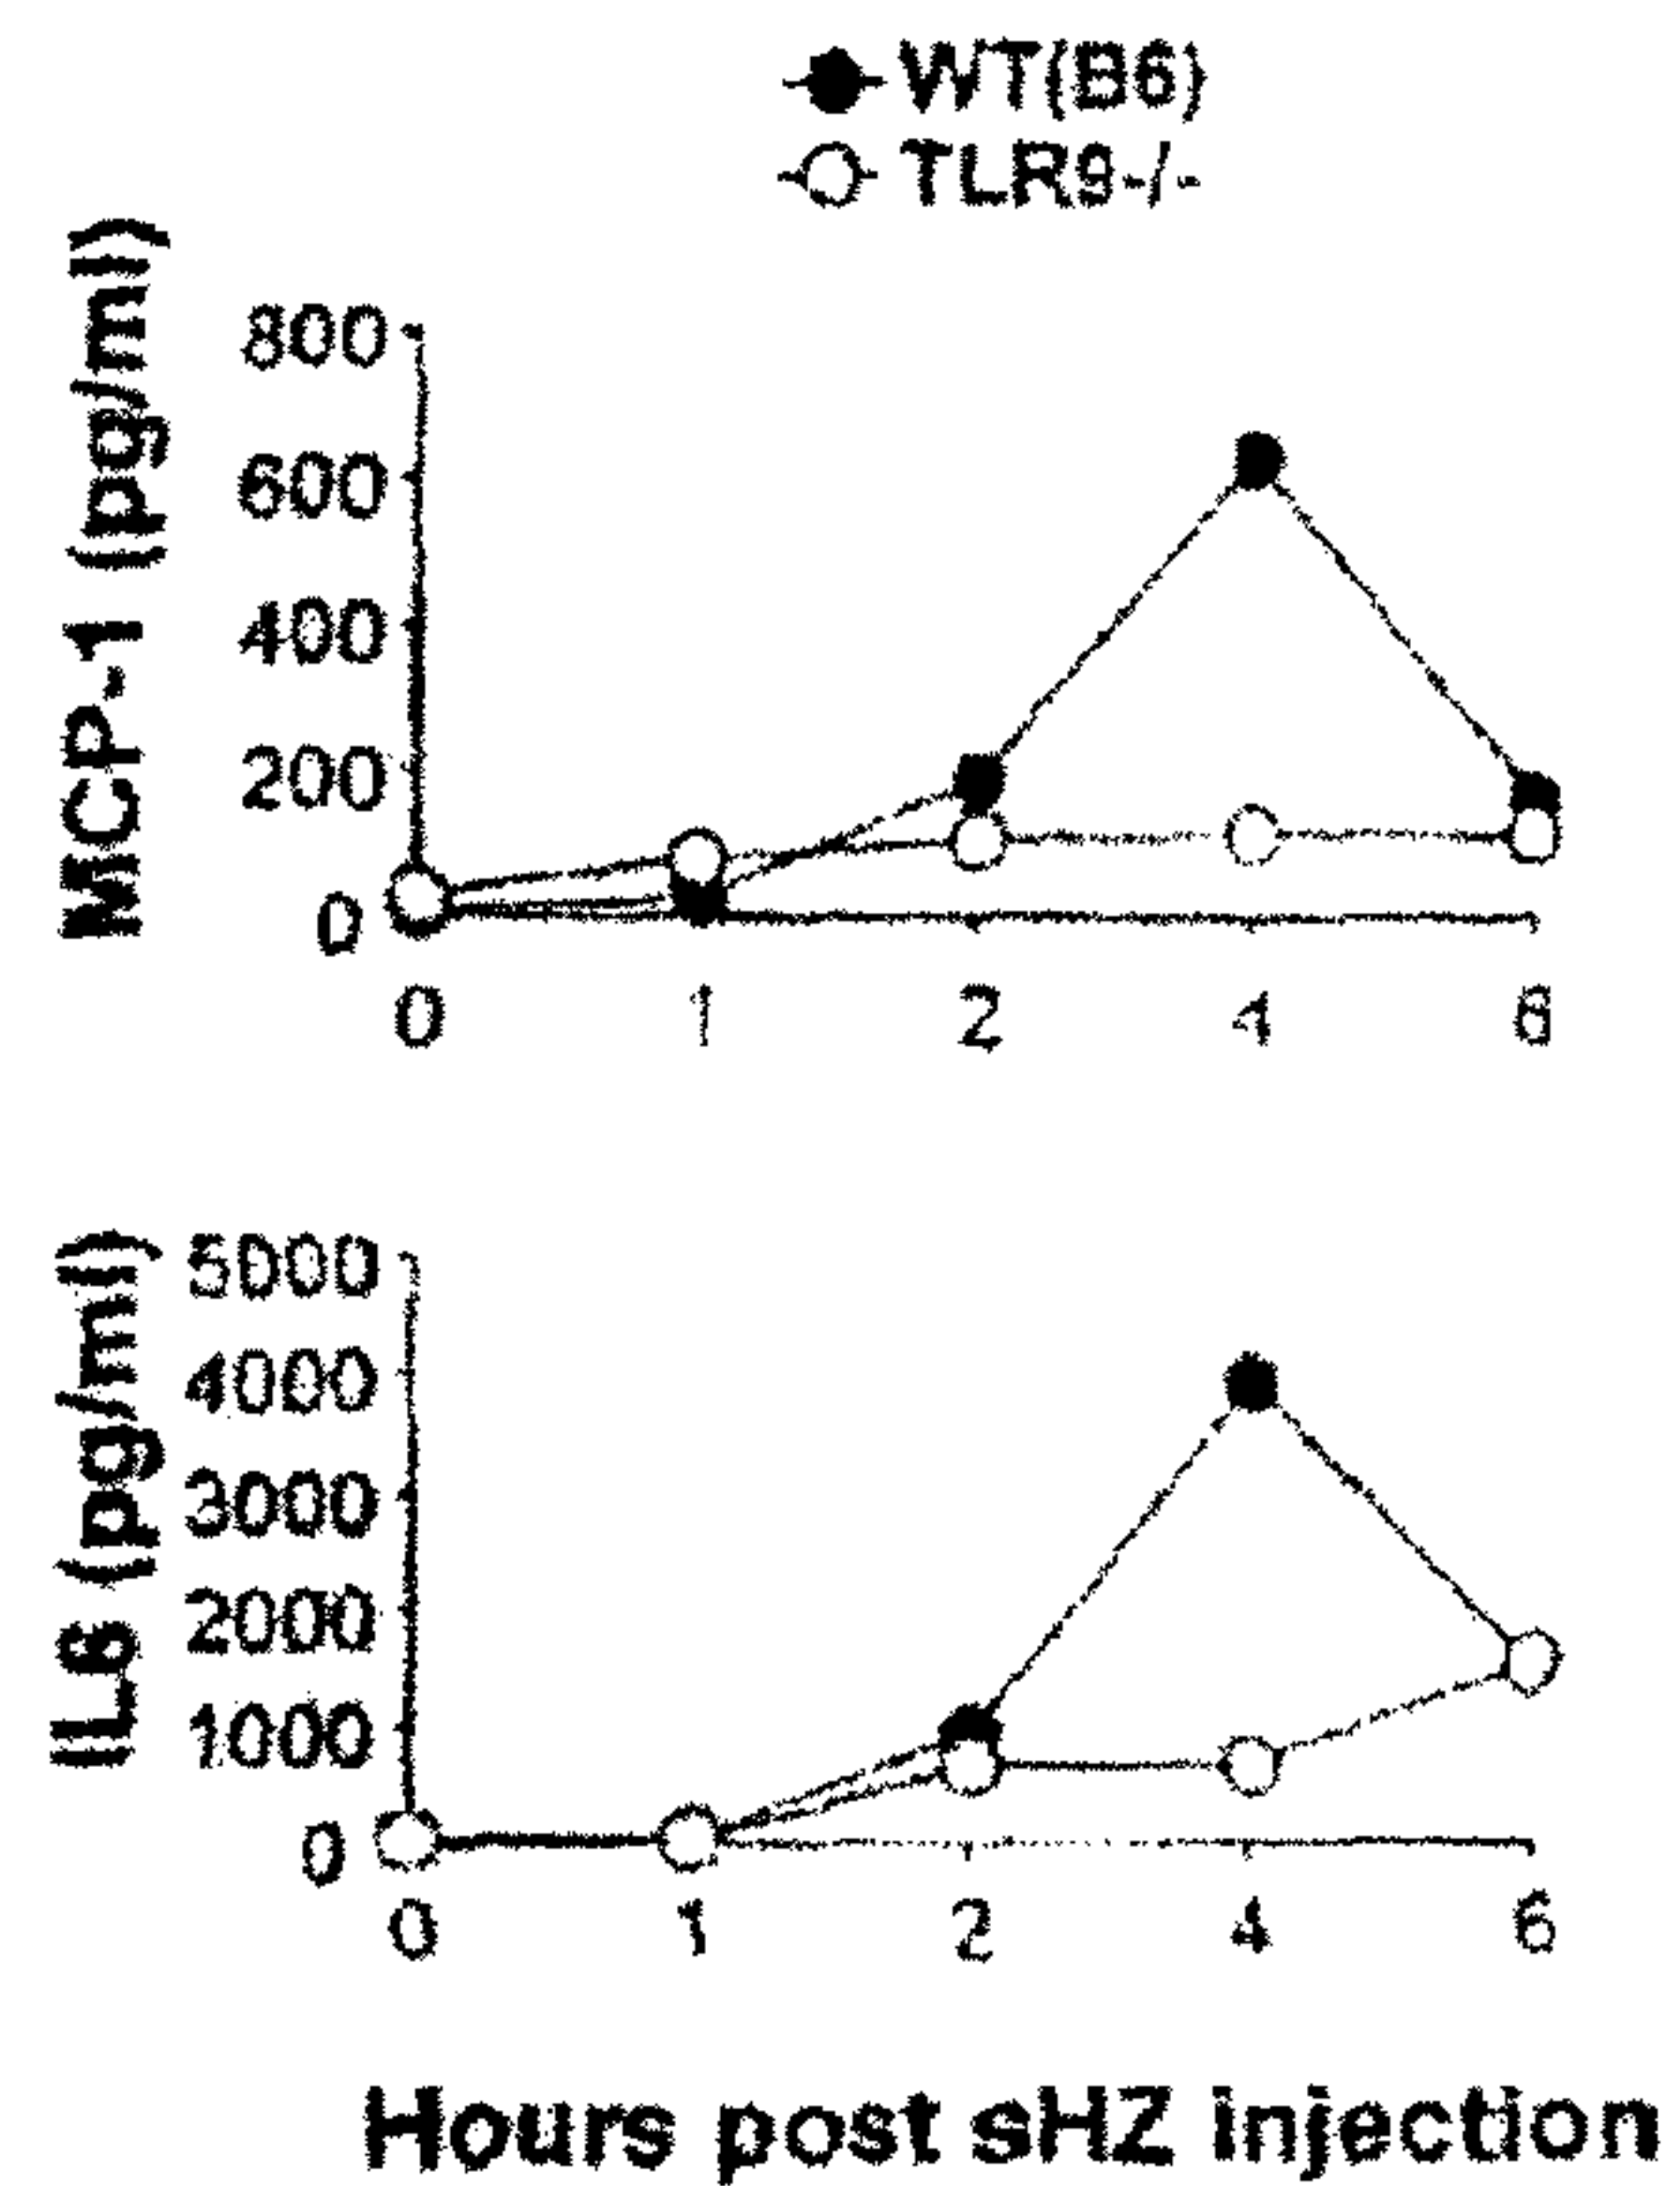 WT(B6)
TLR9-/-
MCP-1 (pg/ml)
800
600
400
200
0
0 1 2 4 6
IL6 (pg/ml)
5000
4000
3000
2000
1000
0
0 1 2 4 6
Hours post sHZ injection